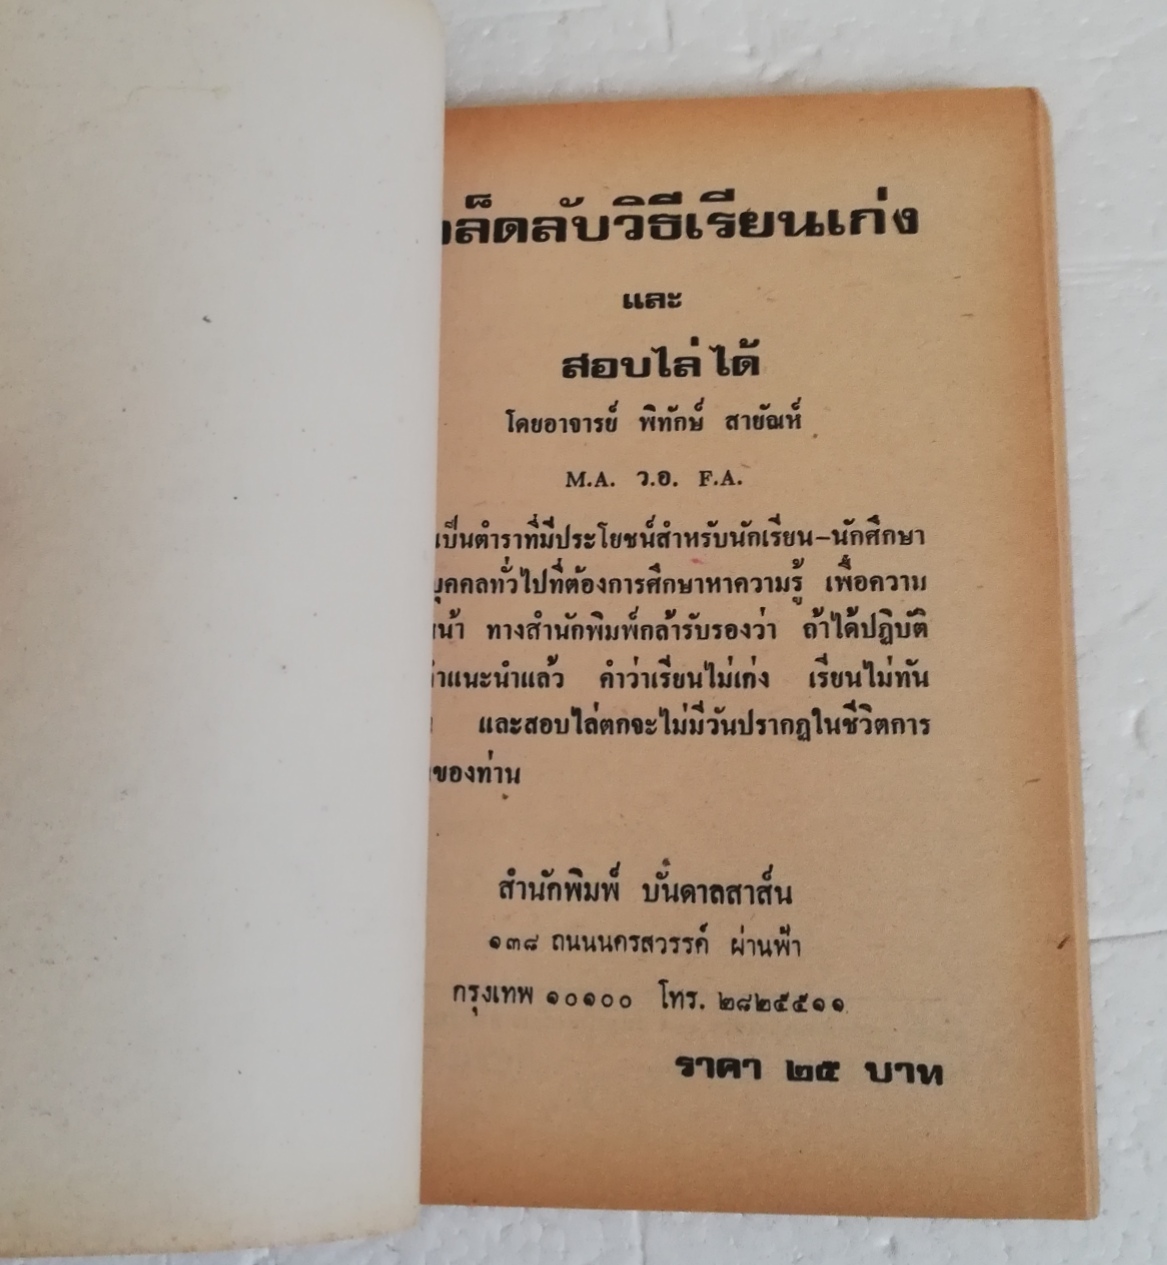 ล็ดลับวิธีเรียนเก่ง
และ
สอบไล่ได้
โดยอาจารย์ พิทักษ์ สายัณห์
M.A. ว.อ. F.A.
เป็นตำราที่มีประโยชน์สำหรับนักเรียน-นักศึกษา
บุคคลทั่วไปที่ต้องการศึกษาหาความรู้ เพื่อความ
น้า ทางสำนักพิมพ์กล้ารับรองว่า ถ้าได้ปฏิบัติ
ำแนะนำแล้ว คำว่าเรียนไม่เก่ง เรียนไม่ทัน
และสอบไล่ตกจะไม่มีวันปรากฏในชีวิตการ
ของท่าน
สำนักพิมพ์ บันดาลสาส์น
๑๓๘ ถนนนครสวรรค์ ผ่านฟ้า
กรุงเทพ ๑๐๑๐๐ โทร. ๒๘๒๕๕๑๑
ราคา ๒๕ บาท